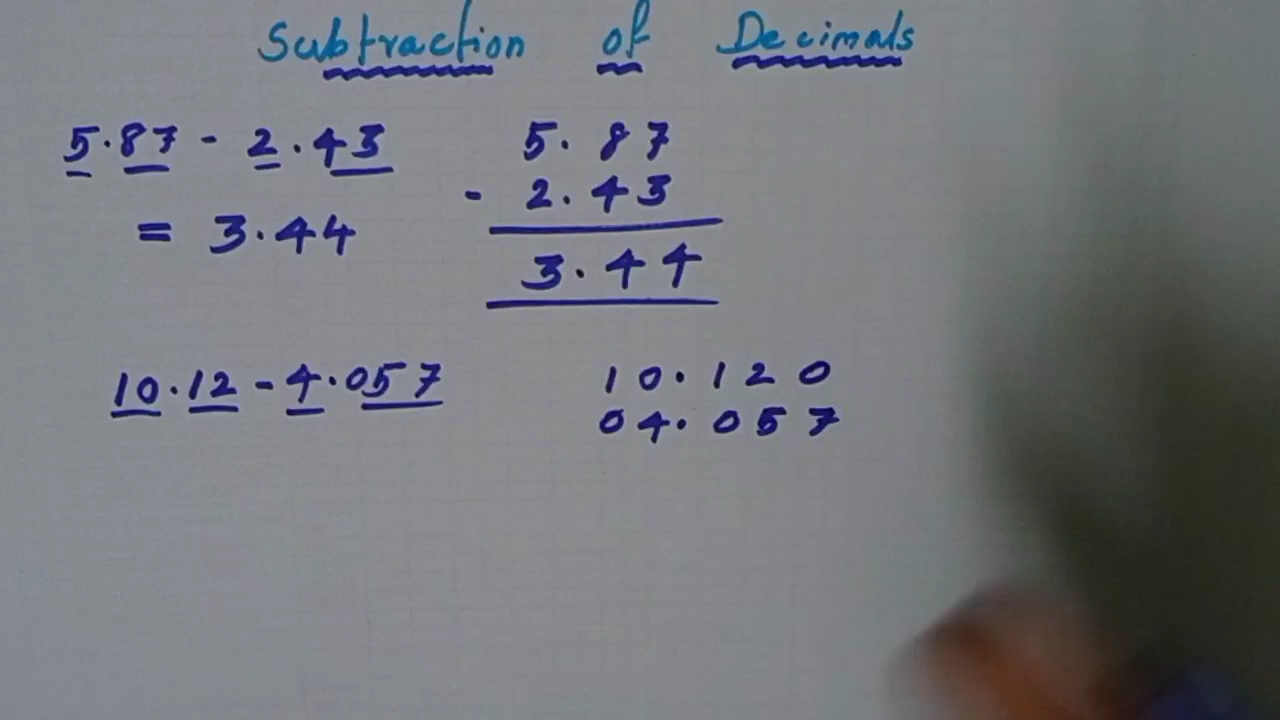 Subtraction of Decimals
5.87 - 2.43
= 3.44
5.87
- 2.43
3.44
10.12 - 4.057
10.120
04.057